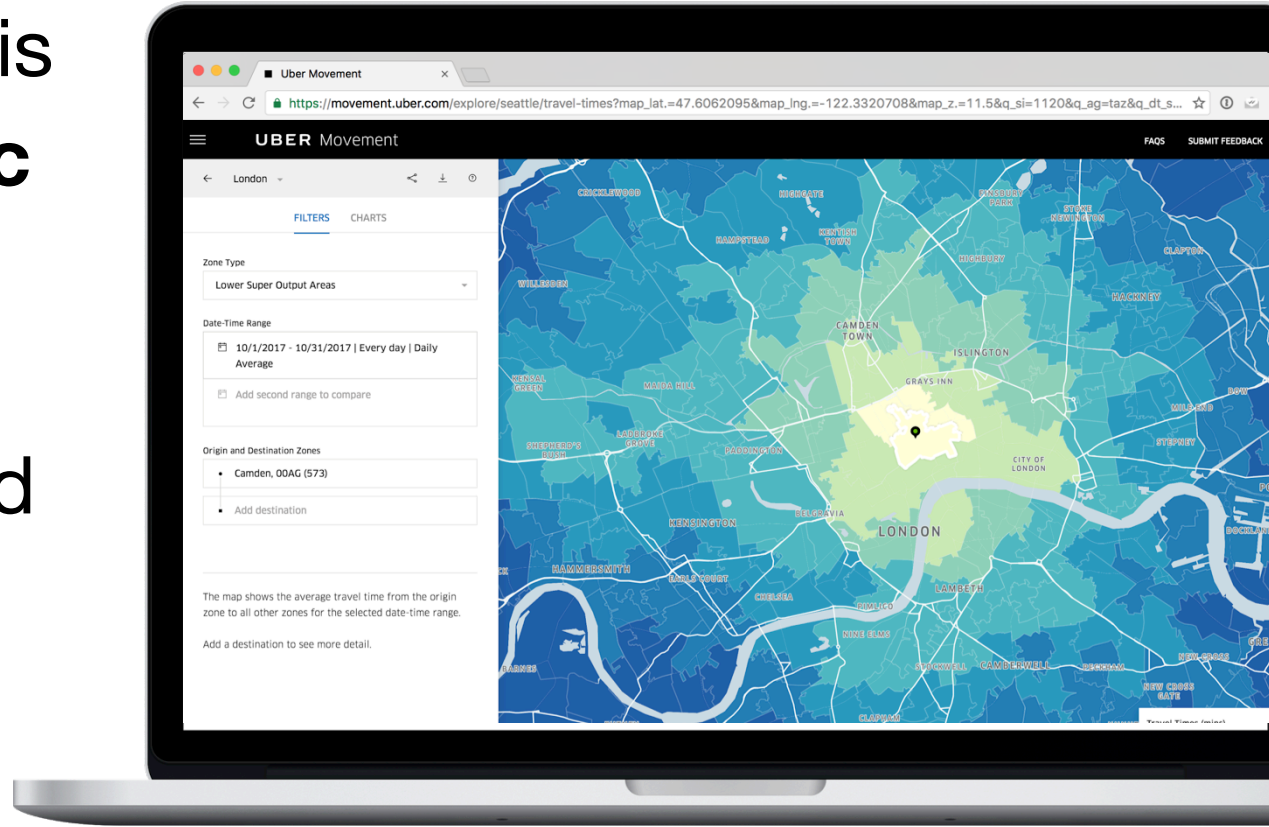 is
c
d
Uber Movement
https://movement.uber.com/explore/seattle/travel-times?map_lat.=47.6062095&map_lng.=-122.3320708&map_z.=11.5&q_si=1120&q_ag=taz&q_dt_s...
UBER Movement
FAQS SUBMIT FEEDBACK
London
FILTERS CHARTS
Zone Type
Lower Super Output Areas
Date-Time Range
10/1/2017 - 10/31/2017 | Every day | Daily
Average
Add second range to compare
Origin and Destination Zones
Camden, 00AG (573)
Add destination
The map shows the average travel time from the origin
zone to all other zones for the selected date-time range.
Add a destination to see more detail.
CRICKLEWOOD
HIGHGATE
FINSBURY
PARK
STOKE
NEWINGTON
HAMPSTEAD
KENTISH
TOWN
HIGHBURY
CLAPTON
WILLESDEN
HACKNEY
CAMDEN
TOWN
ISLINGTON
KENSAL
GREEN
MAIDA HILL
GRAYS INN
BOW
MILE END
LADBROKE
GROVE
SHEPHERD'S
BUSH
PADDINGTON
STEPNEY
CITY OF
LONDON
BELGRAVIA
KENSINGTON
LONDON
HAMMERSMITH
EARLS COURT
CHELSEA
LAMBETH
PIMLICO
NINE ELMS
BARNES
STOCKWELL
CAMBERWELL
PECKHAM
NEW CROSS
NEW CROSS
GATE
CLAPHAM
Travel Times (mins)